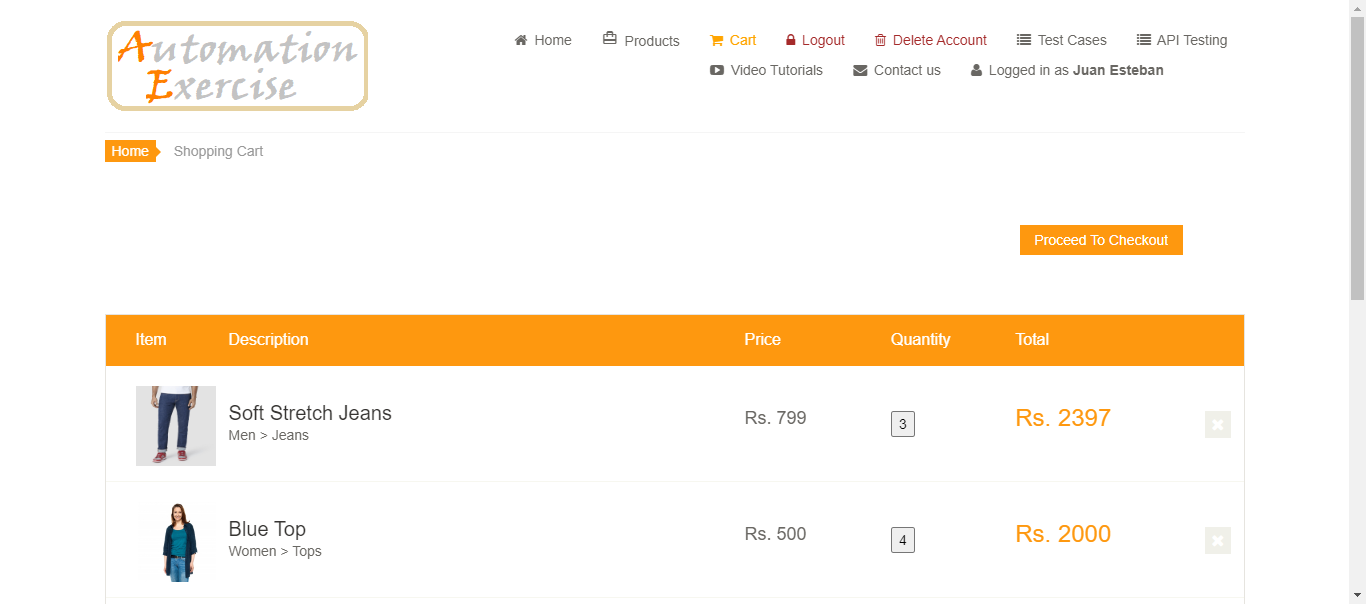 Automation
Exercise
Home Products Cart Logout Delete Account Test Cases API Testing
Video Tutorials Contact us Logged in as Juan Esteban
Home Shopping Cart
Proceed To Checkout
Item Description Price Quantity Total
Soft Stretch Jeans
Men > Jeans
Rs. 799 3 Rs. 2397
Blue Top
Women > Tops
Rs. 500 4 Rs. 2000